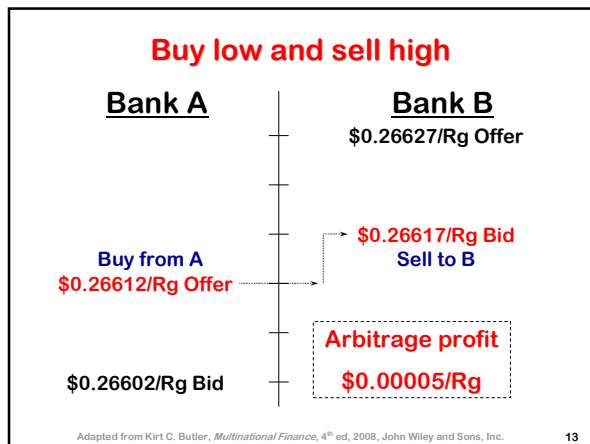 Buy low and sell high
Bank A
Bank B
$0.26627/Rg Offer
$0.26617/Rg Bid
Buy from A
Sell to B
$0.26612/Rg Offer
Arbitrage profit
$0.00005/Rg
$0.26602/Rg Bid
Adapted from Kirt C. Butler, Multinational Finance, 4th ed, 2008, John Wiley and Sons, Inc.
13